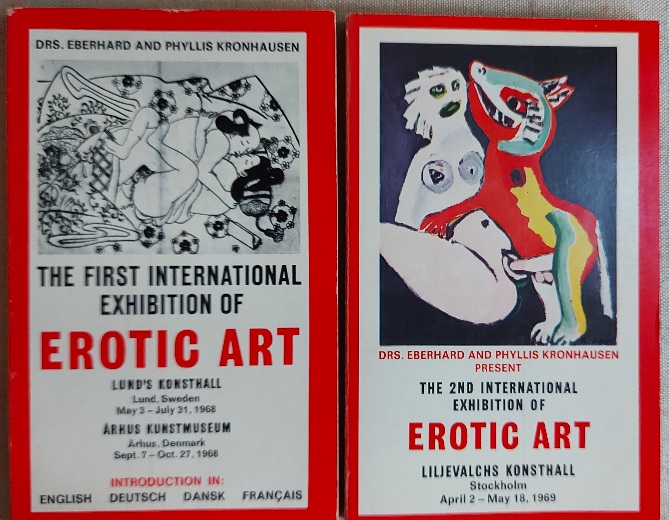 DRS. EBERHARD AND PHYLLIS KRONHAUSEN
THE FIRST INTERNATIONAL
EXHIBITION OF
EROTIC ART
LUND'S KONSTHALL
Lund, Sweden
May 3 – July 31, 1968
ÅRHUS KUNSTMUSEUM
Århus, Denmark
Sept. 7 – Oct. 27, 1968
INTRODUCTION IN:
ENGLISH DEUTSCH DANSK FRANÇAIS
DRS. EBERHARD AND PHYLLIS KRONHAUSEN
PRESENT
THE 2ND INTERNATIONAL
EXHIBITION OF
EROTIC ART
LILJEVALCHS KONSTHALL
Stockholm
April 2 – May 18, 1969